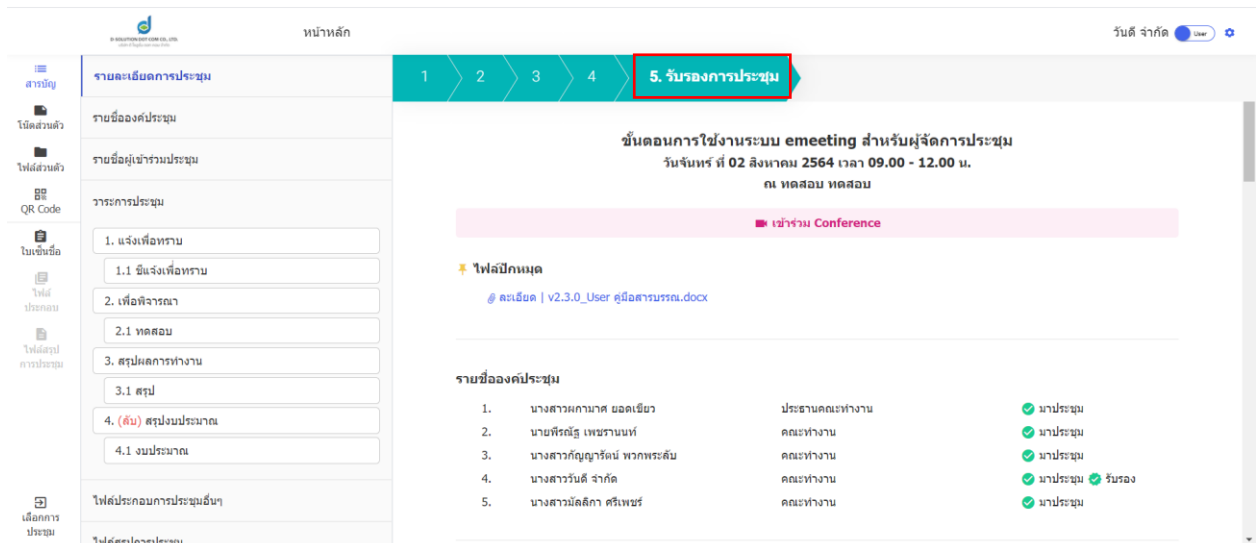 D SOLUTION DOT COM CO., LTD.
หน้าหลัก
วันดี จำกัด User
สารบัญ
โน๊ตส่วนตัว
ไฟล์ส่วนตัว
QR Code
ใบเซ็นชื่อ
ไฟล์
ประกอบ
ไฟล์สรุป
การประชุม
เลือกการ
ประชุม
รายละเอียดการประชุม
รายชื่อองค์ประชุม
รายชื่อผู้เข้าร่วมประชุม
วาระการประชุม
1. แจ้งเพื่อทราบ
1.1 ชี้แจ้งเพื่อทราบ
2. เพื่อพิจารณา
2.1 ทดสอบ
3. สรุปผลการทำงาน
3.1 สรุป
4. (ลับ) สรุปงบประมาณ
4.1 งบประมาณ
ไฟล์ประกอบการประชุมอื่นๆ
ไฟล์สรุปการประชุม
1 2 3 4 5. รับรองการประชุม
ขั้นตอนการใช้งานระบบ emeeting สำหรับผู้จัดการประชุม
วันจันทร์ ที่ 02 สิงหาคม 2564 เวลา 09.00 - 12.00 น.
ณ ทดสอบ ทดสอบ
เข้าร่วม Conference
ไฟล์ปักหมุด
ละเอียด | v2.3.0_User คู่มือสารบรรณ.docx
รายชื่อองค์ประชุม
1. นางสาวผกามาศ ยอดเขียว ประธานคณะทำงาน มาประชุม
2. นายพีรณัฐ เพชรานนท์ คณะทำงาน มาประชุม
3. นางสาวกัญญารัตน์ พวกพระลับ คณะทำงาน มาประชุม
4. นางสาววันดี จำกัด คณะทำงาน มาประชุม รับรอง
5. นางสาวมัลลิกา ศรีเพชร์ คณะทำงาน มาประชุม